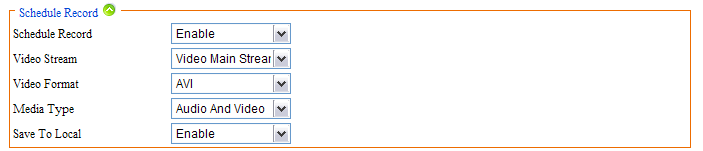 Schedule Record
Schedule Record Enable
Video Stream Video Main Strear
Video Format AVI
Media Type Audio And Video
Save To Local Enable